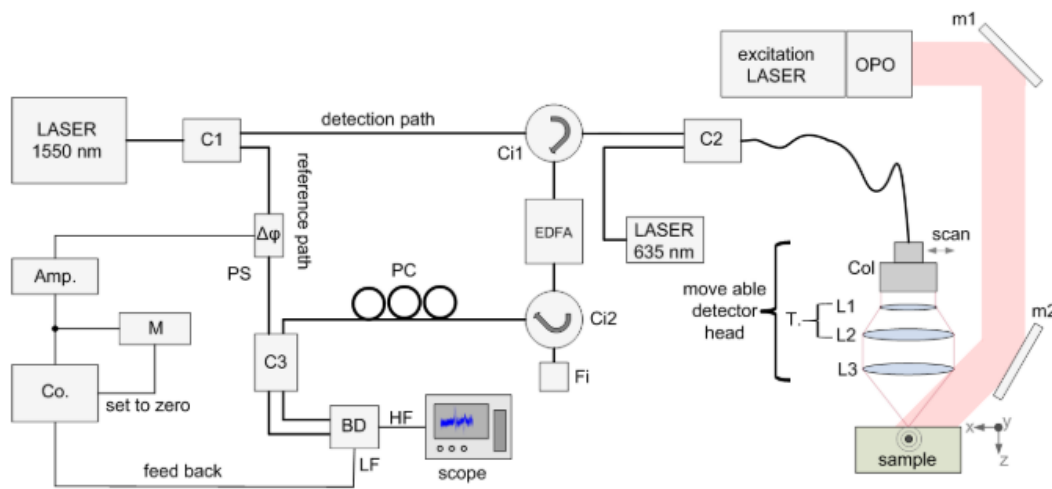 m1
excitation
LASER
OPO
LASER
1550 nm
C1
detection path
Ci1
C2
reference path
EDFA
LASER
635 nm
scan
Δφ
PS
Amp.
PC
Col
move able
detector
head
T.
L1
L2
L3
m2
M
Ci2
C3
Co.
set to zero
Fi
BD
HF
LF
scope
feed back
x
y
z
sample